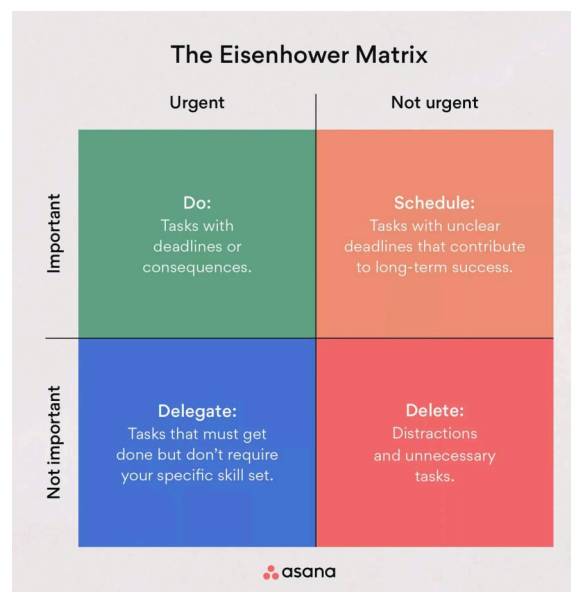 The Eisenhower Matrix
Urgent
Not urgent
Important
Do:
Tasks with
deadlines or
consequences.
Schedule:
Tasks with unclear
deadlines that contribute
to long-term success.
Not important
Delegate:
Tasks that must get
done but don’t require
your specific skill set.
Delete:
Distractions
and unnecessary
tasks.
asana